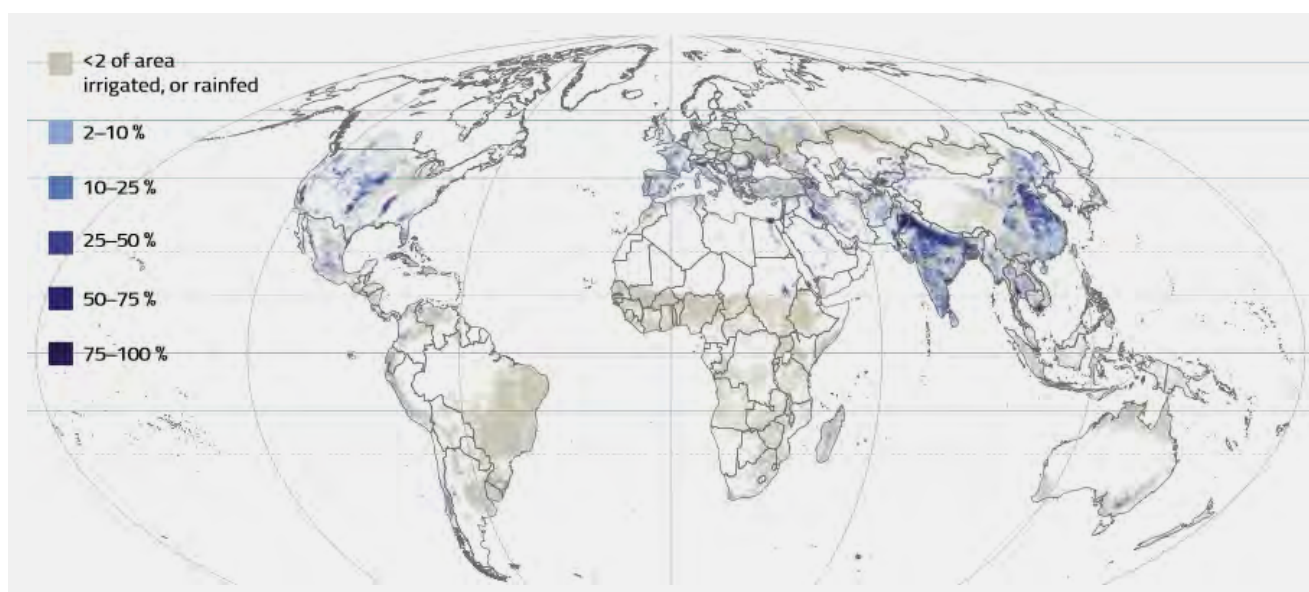 <2 of area
irrigated, or rainfed
2–10 %
10–25 %
25–50 %
50–75 %
75–100 %